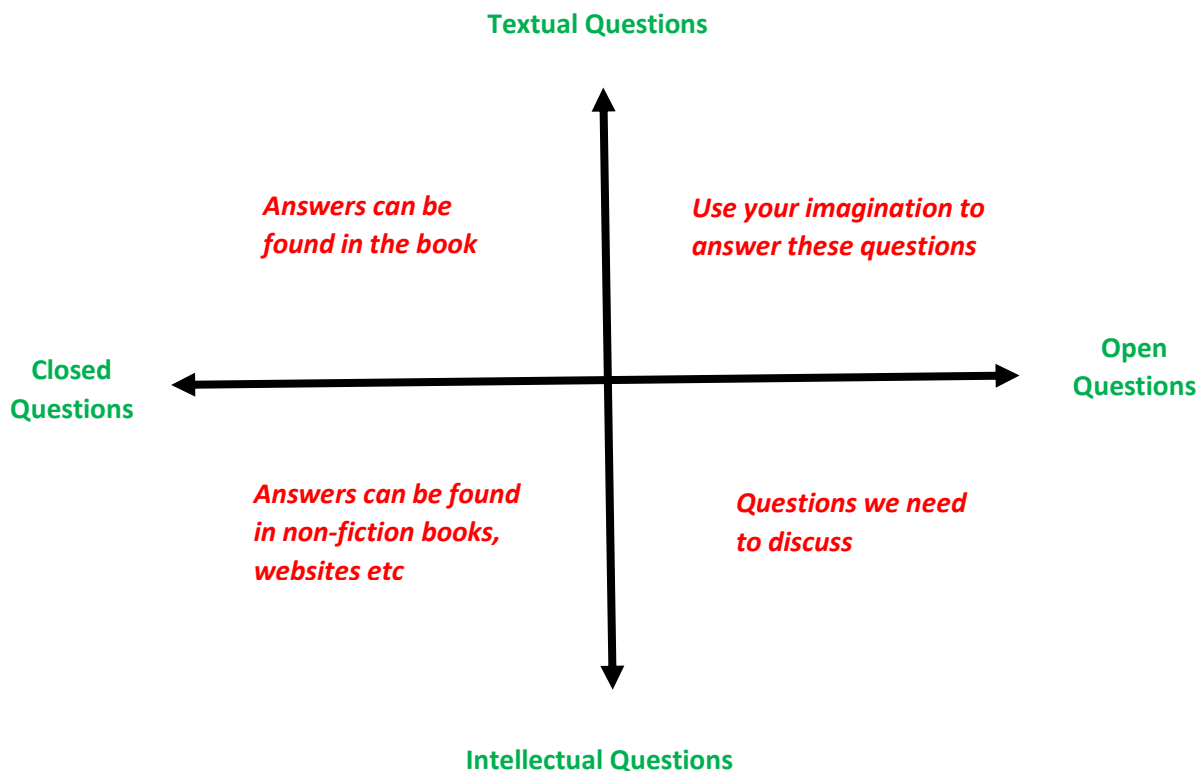 Textual Questions
Answers can be
found in the book
Use your imagination to
answer these questions
Closed
Questions
Open
Questions
Answers can be found
in non-fiction books,
websites etc
Questions we need
to discuss
Intellectual Questions